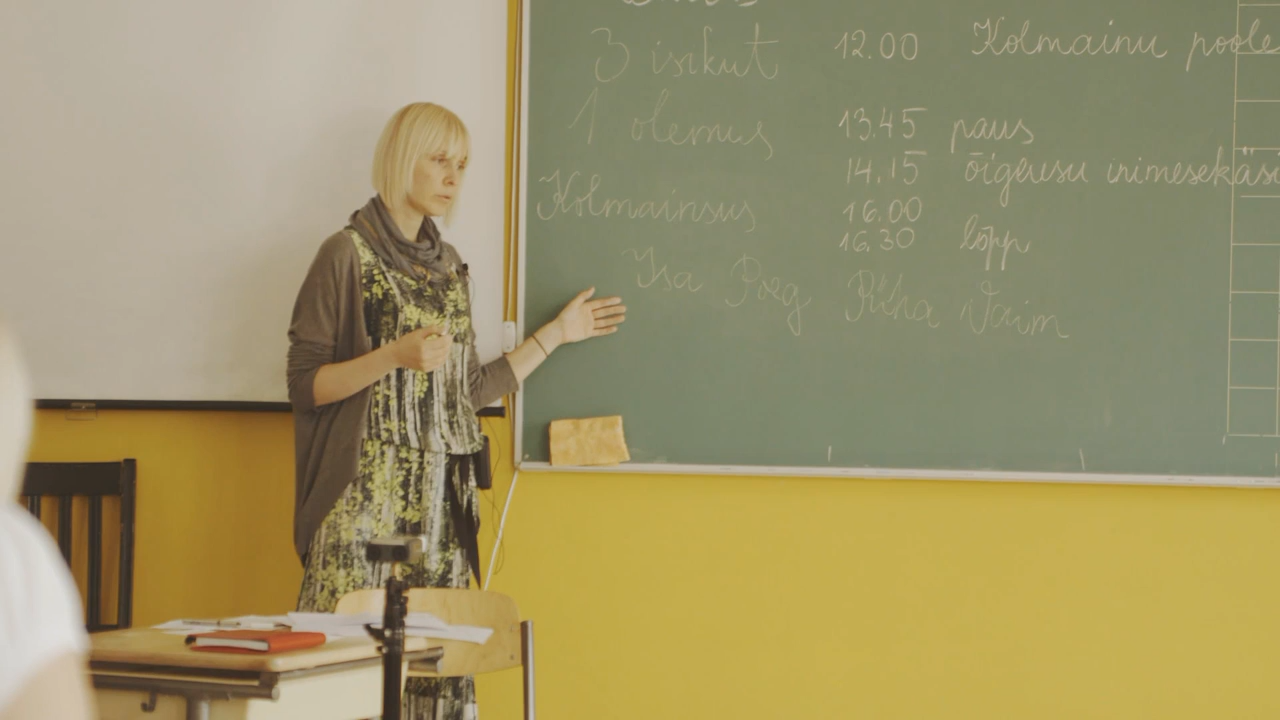 3 isikut
1 olemus
Kolmainsus
Isa Poeg Püha Vaim
12.00 Kolmainu poole
13.45 paus
14.15 õigeusu inimesekäsi
16.00
16.30 lõpp